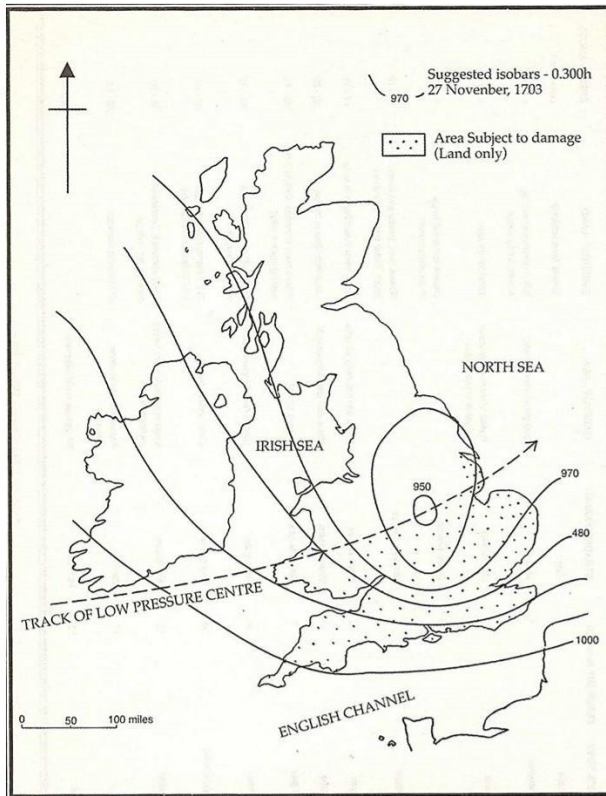 970
Suggested isobars - 0.300h
27 Novenber, 1703
Area Subject to damage
(Land only)
NORTH SEA
IRISH SEA
950
970
480
TRACK OF LOW PRESSURE CENTRE
1000
ENGLISH CHANNEL
0 50 100 miles